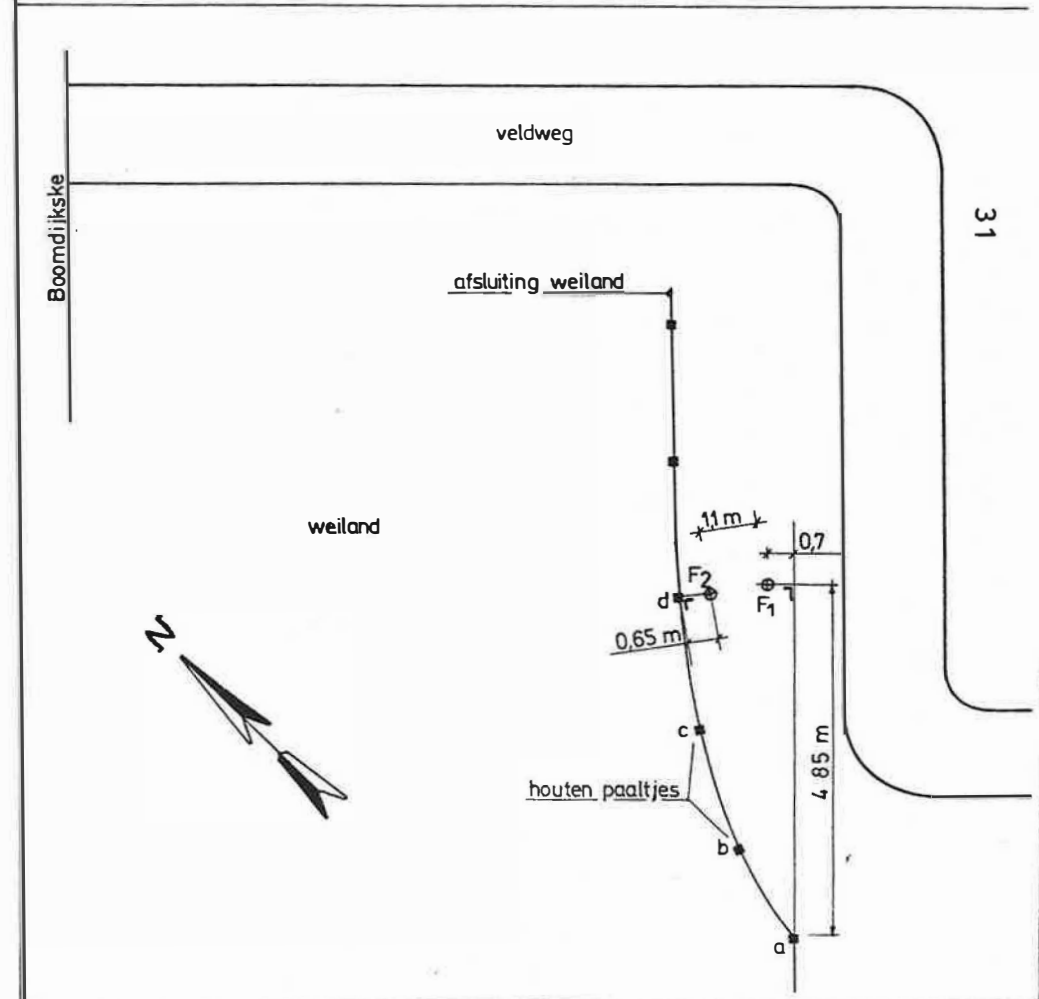 veldweg
Boomdijkske
31
afsluiting weiland
weiland
1,1 m
0,7
F2
d
F1
0,65 m
N
c
4 85 m
houten paaltjes
b
a